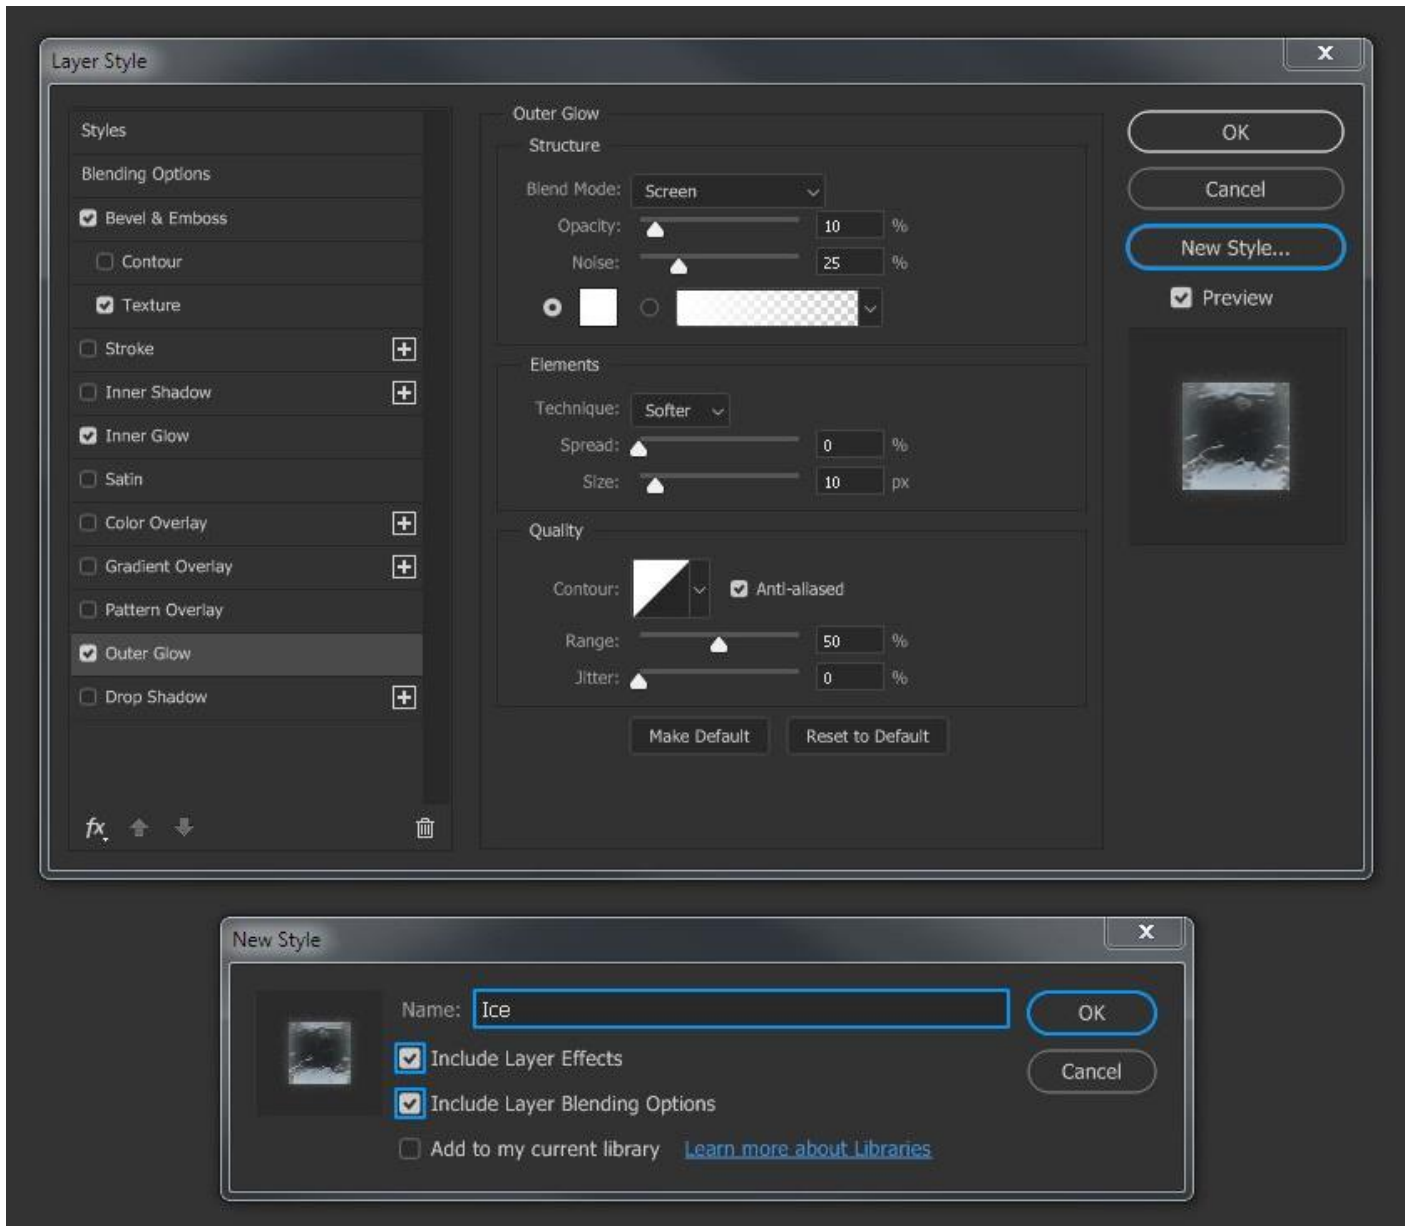 Layer Style
X
Styles
Blending Options
Bevel & Emboss
Contour
Texture
Stroke
Inner Shadow
Inner Glow
Satin
Color Overlay
Gradient Overlay
Pattern Overlay
Outer Glow
Drop Shadow
fx
Outer Glow
Structure
Blend Mode: Screen
Opacity: 10 %
Noise: 25 %
Elements
Technique: Softer
Spread: 0 %
Size: 10 px
Quality
Contour: Anti-aliased
Range: 50 %
Jitter: 0 %
Make Default Reset to Default
OK
Cancel
New Style...
Preview
New Style
X
Name: Ice
Include Layer Effects
Include Layer Blending Options
Add to my current library Learn more about Libraries
OK
Cancel